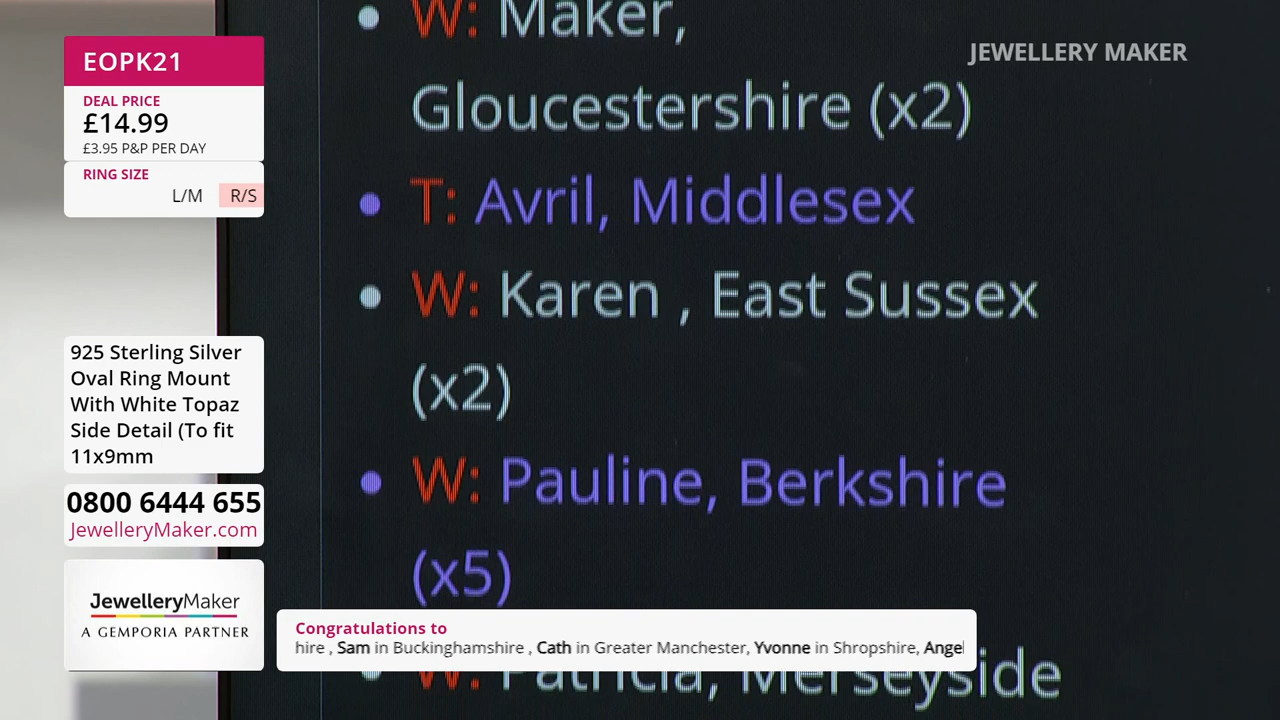 EOPK21
DEAL PRICE
£14.99
£3.95 P&P PER DAY
RING SIZE
L/M R/S
925 Sterling Silver
Oval Ring Mount
With White Topaz
Side Detail (To fit
11x9mm
0800 6444 655
JewelleryMaker.com
JewelleryMaker
A GEMPORIA PARTNER
JEWELLERY MAKER
W: Maker,
Gloucestershire (x2)
T: Avril, Middlesex
W: Karen , East Sussex
(x2)
W: Pauline, Berkshire
(x5)
W: Patricia, Merseyside
Congratulations to
hire , Sam in Buckinghamshire , Cath in Greater Manchester, Yvonne in Shropshire, Angel